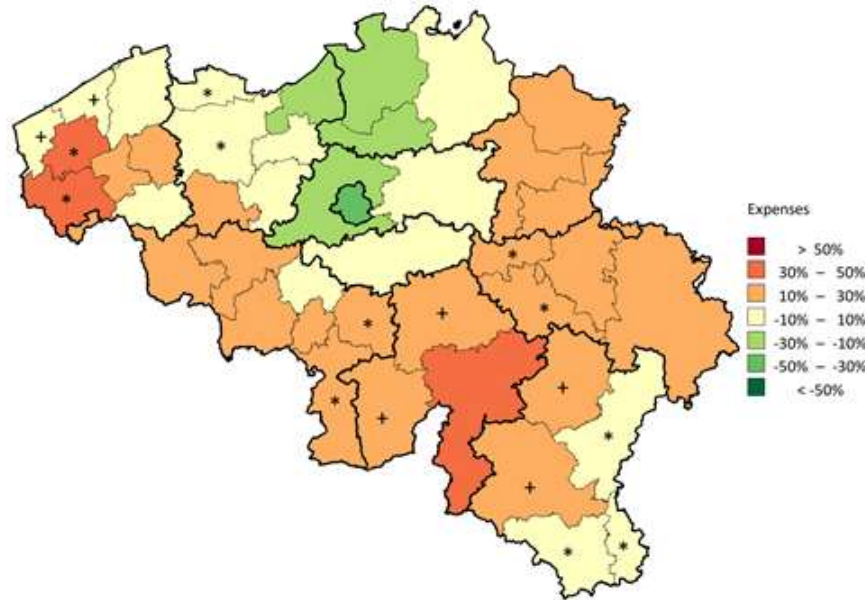 Expenses
> 50%
30% – 50%
10% – 30%
-10% – 10%
-30% – -10%
-50% – -30%
< -50%